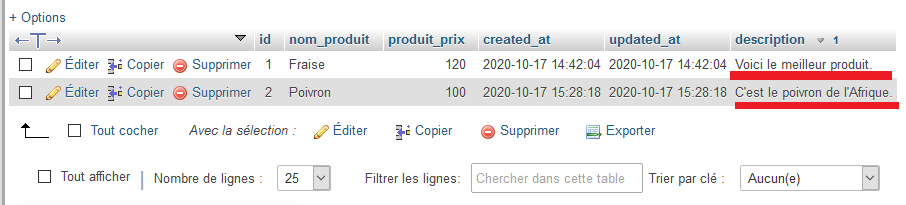 + Options
id nom_produit produit_prix created_at updated_at description 1
Éditer Copier Supprimer 1 Fraise 120 2020-10-17 14:42:04 2020-10-17 14:42:04 Voici le meilleur produit.
Éditer Copier Supprimer 2 Poivron 100 2020-10-17 15:28:18 2020-10-17 15:28:18 C'est le poivron de l'Afrique.
Tout cocher Avec la sélection : Éditer Copier Supprimer Exporter
Tout afficher Nombre de lignes : 25 Filtrer les lignes: Chercher dans cette table Trier par clé : Aucun(e)